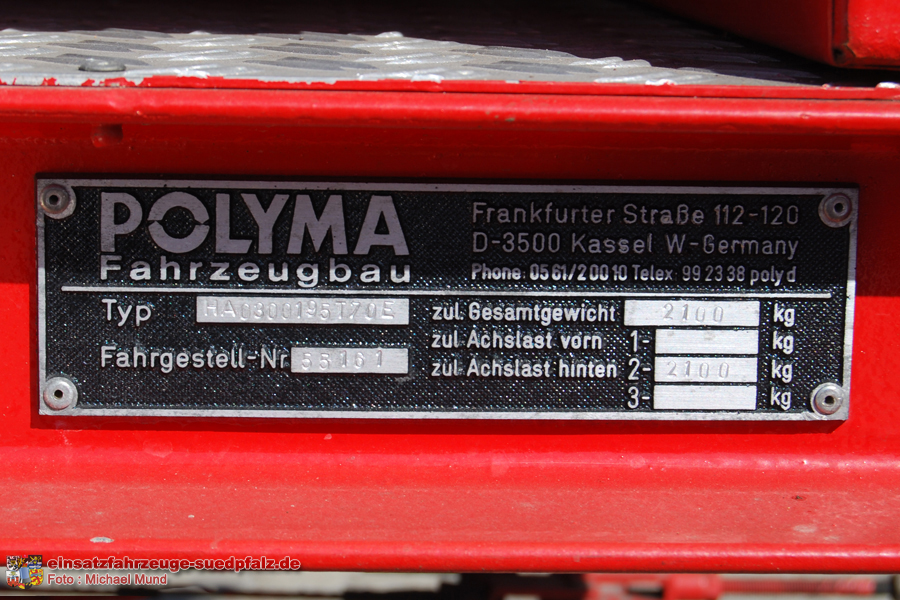 POLYMA
Fahrzeugbau
Frankfurter Straße 112-120
D-3500 Kassel W-Germany
Phone: 0561/20010 Telex 992338 poly d
Typ HA0300195T70E
Fahrgestell-Nr 55161
zul. Gesamtgewicht 2100 kg
zul Achslast vorn 1- kg
zul Achslast hinten 2- 2100 kg
3- kg
einsatzfahrzeuge-suedpfalz.de
Foto : Michael Mund